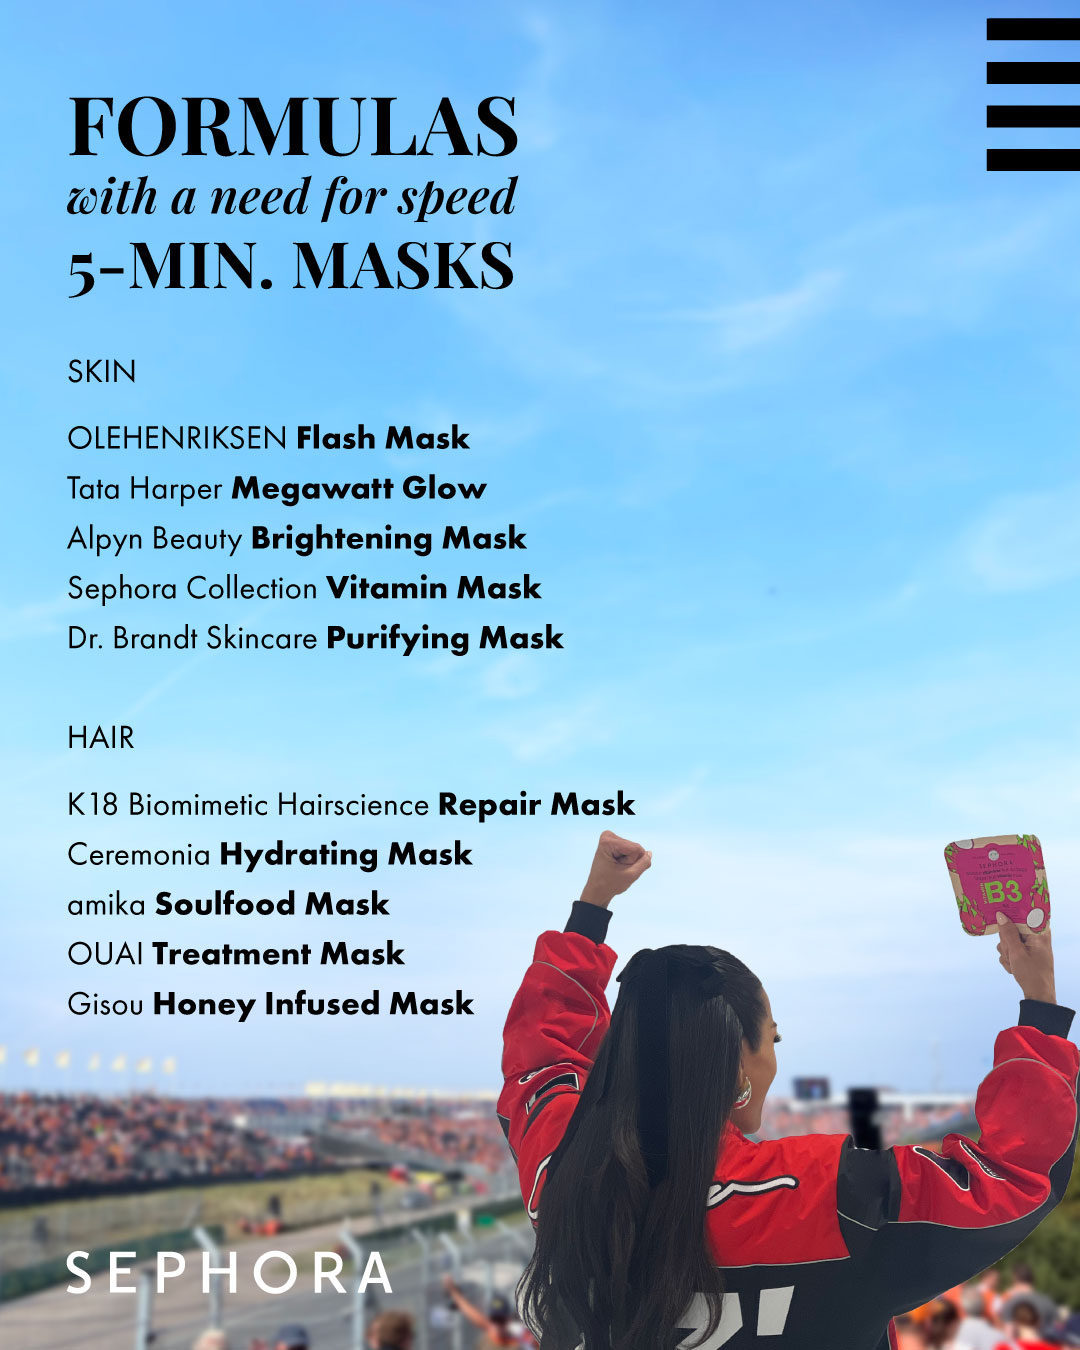 FORMULAS
with a need for speed
5-MIN. MASKS
SKIN
OLEHENRIKSEN Flash Mask
Tata Harper Megawatt Glow
Alpyn Beauty Brightening Mask
Sephora Collection Vitamin Mask
Dr. Brandt Skincare Purifying Mask
HAIR
K18 Biomimetic Hairscience Repair Mask
Ceremonia Hydrating Mask
amika Soulfood Mask
OUAI Treatment Mask
Gisou Honey Infused Mask
SEPHORA
B3
SEPHORA